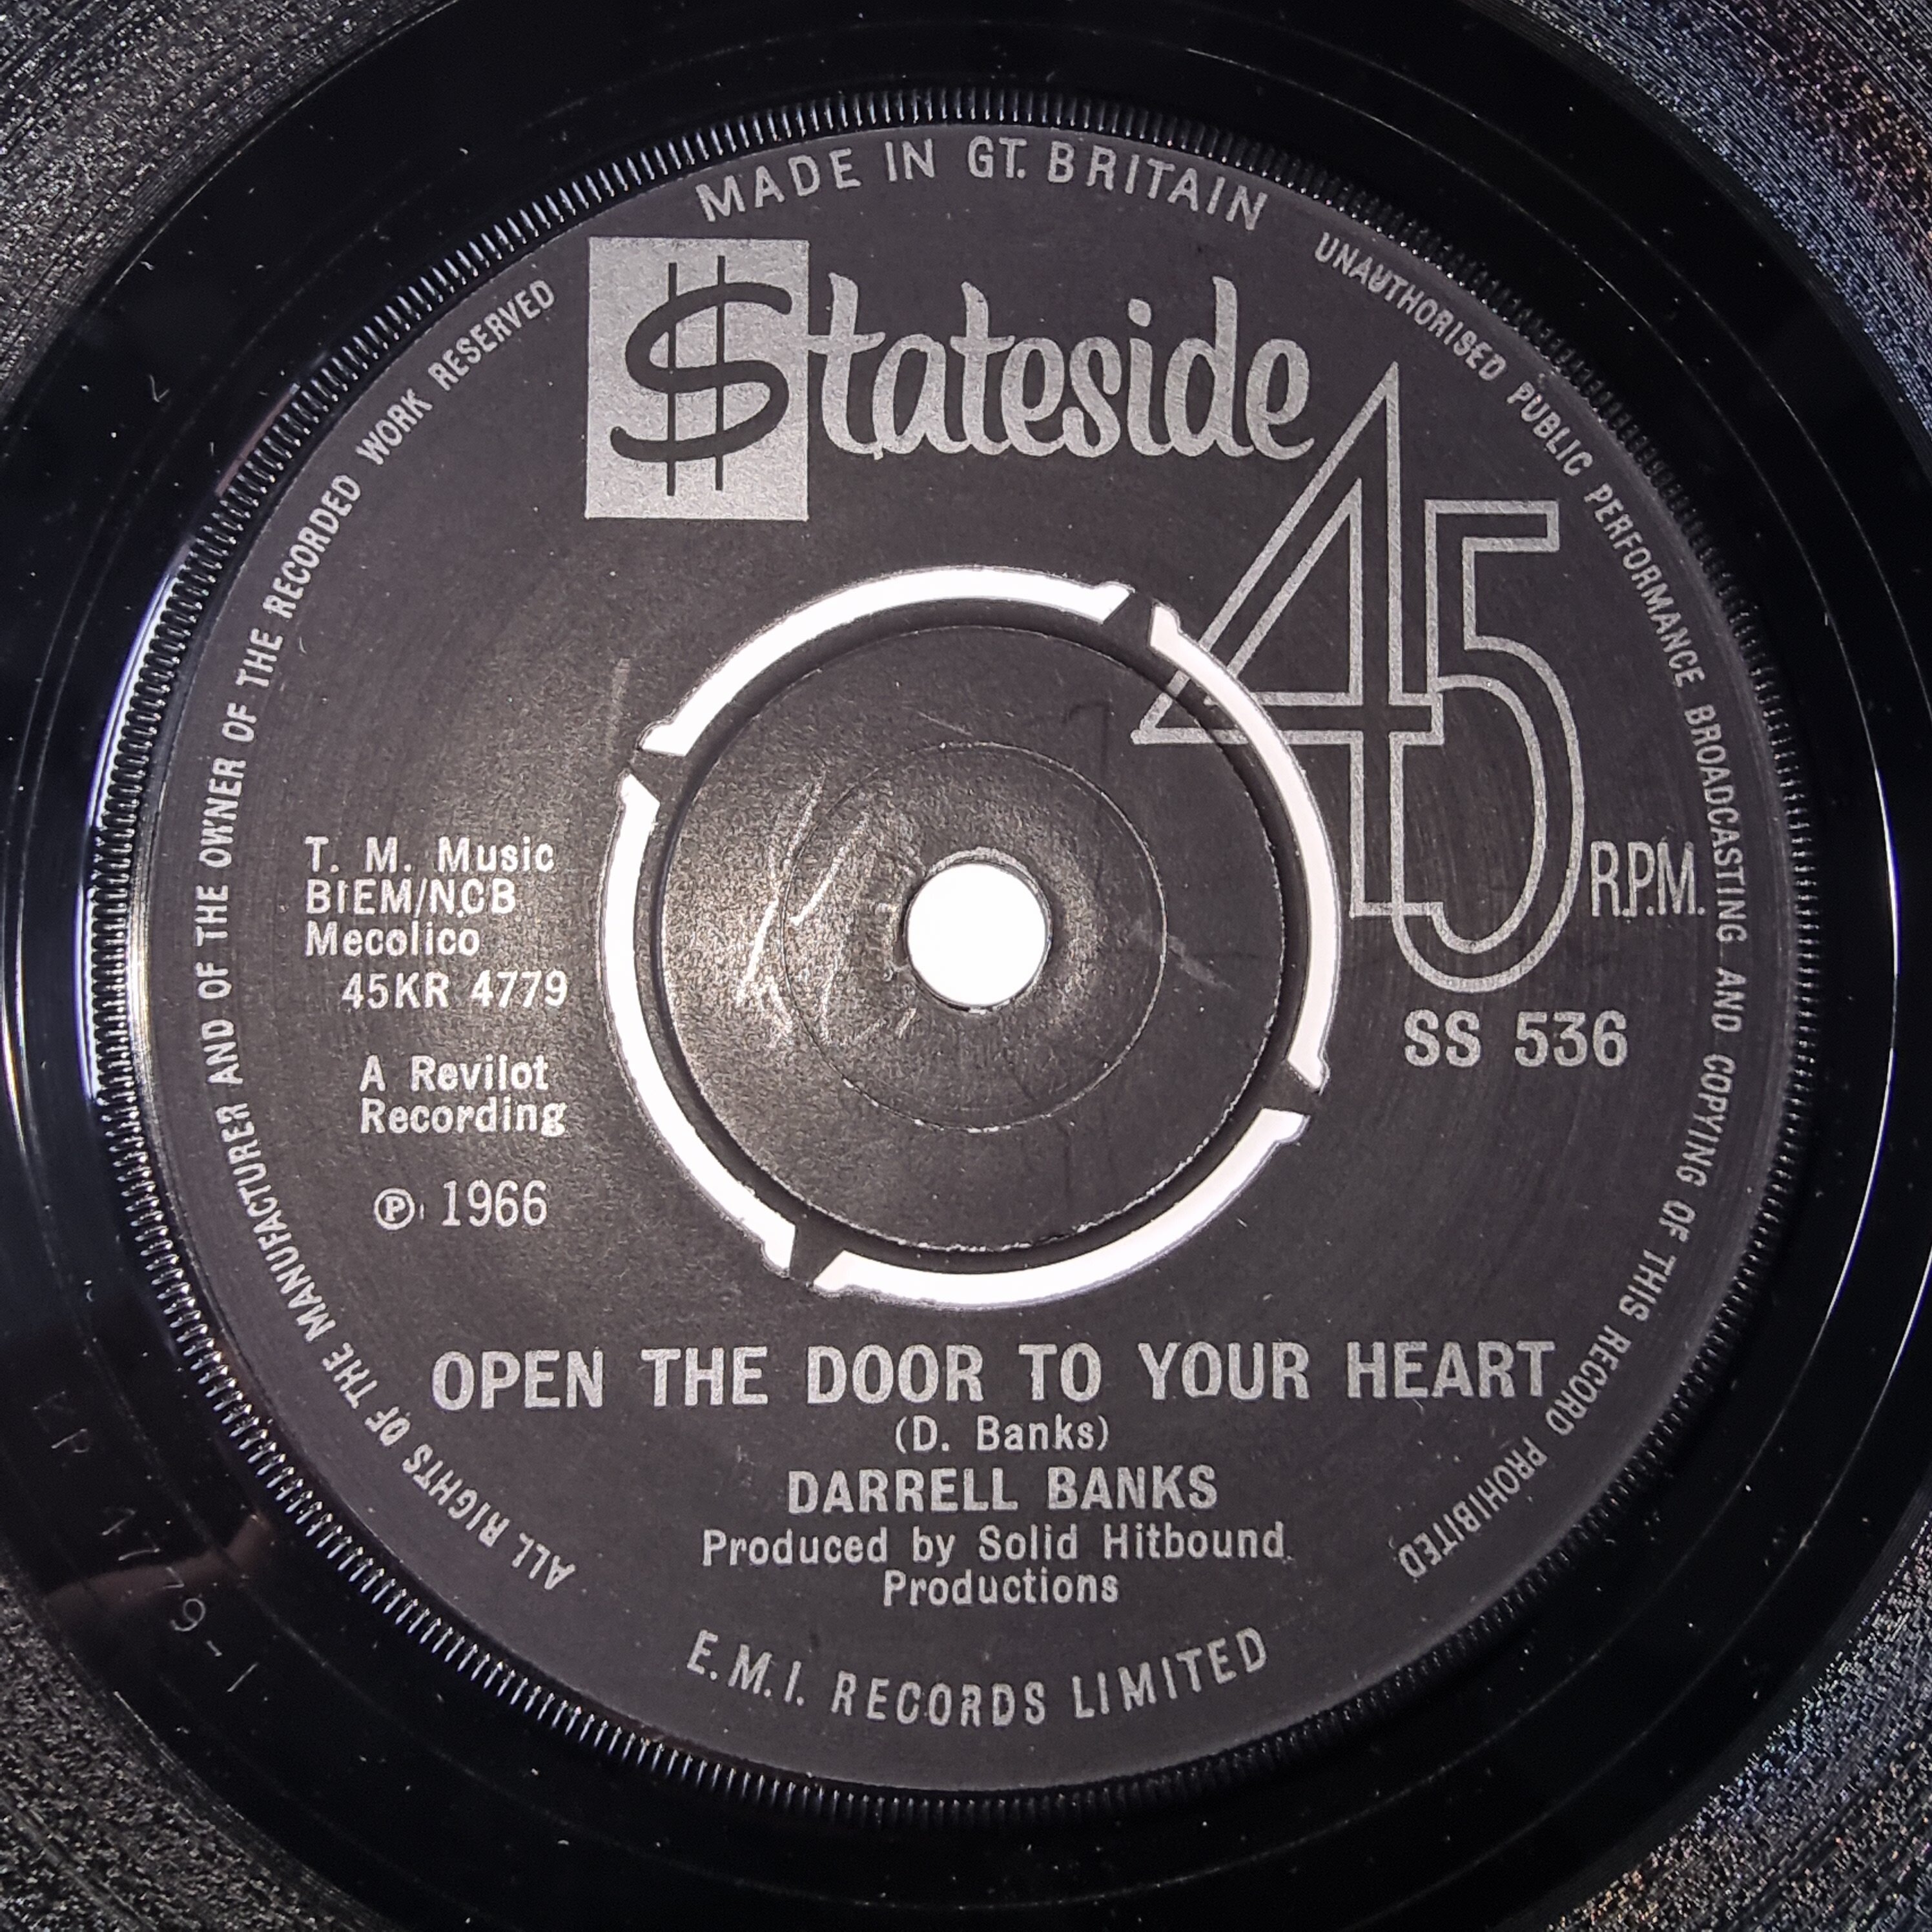 MADE IN GT. BRITAIN
UNAUTHORISED PUBLIC PERFORMANCE BROADCASTING AND COPYING OF THIS RECORD PROHIBITED
ALL RIGHTS OF THE MANUFACTURER AND OF THE OWNER OF THE RECORDED WORK RESERVED
Stateside
45
R.P.M.
T. M. Music
BIEM/NCB
Mecolico
45KR 4779
SS 536
A Revilot
Recording
℗ 1966
OPEN THE DOOR TO YOUR HEART
(D. Banks)
DARRELL BANKS
Produced by Solid Hitbound
Productions
E.M.I. RECORDS LIMITED